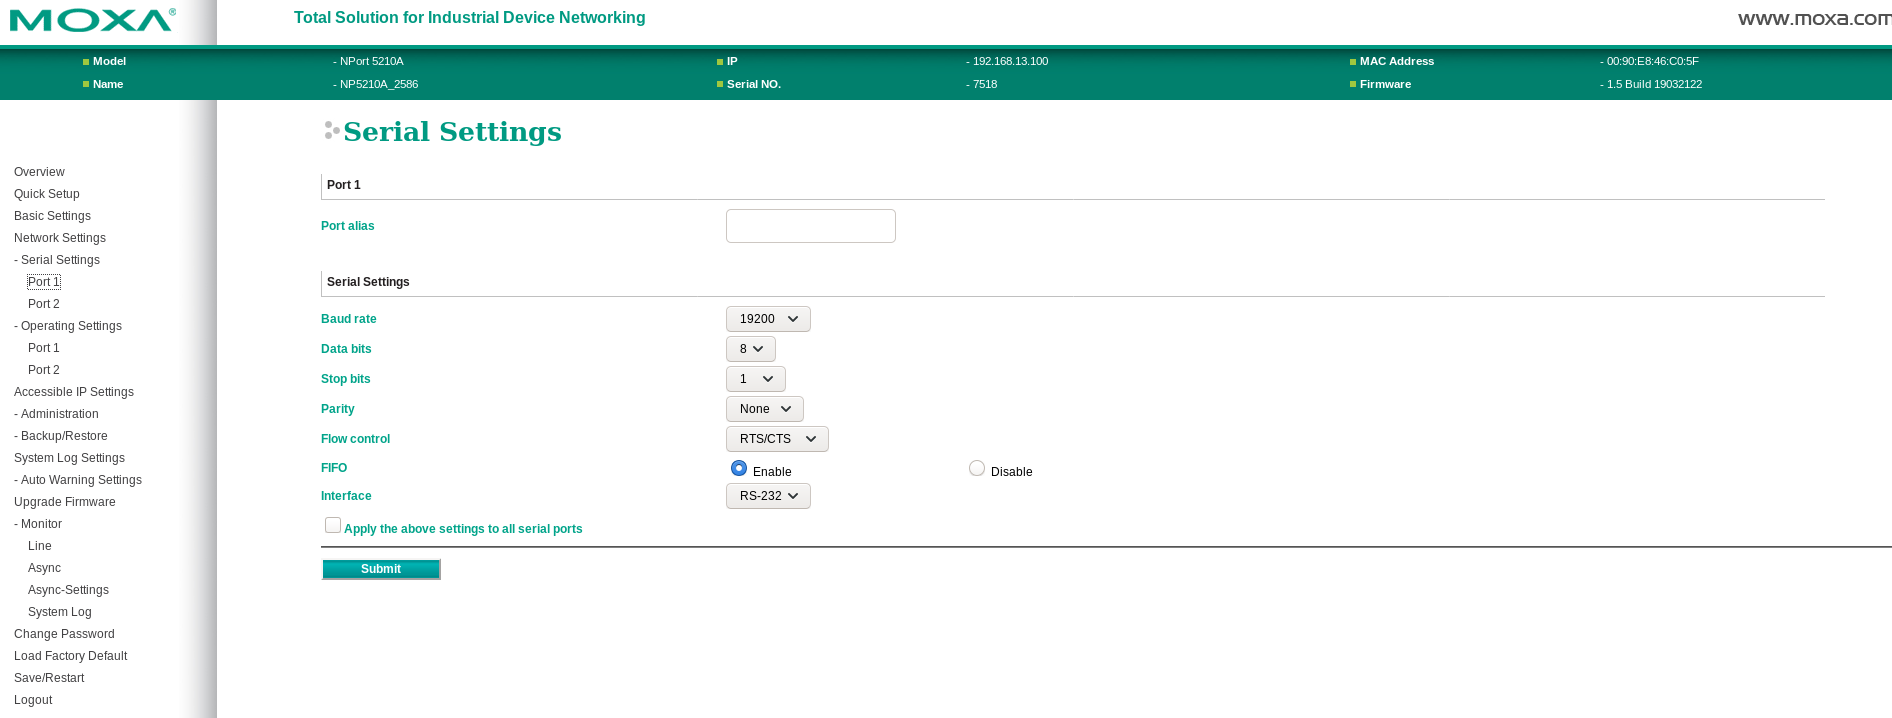 MOXA®
Total Solution for Industrial Device Networking
www.moxa.com
Model - NPort 5210A IP - 192.168.13.100 MAC Address - 00:90:E8:46:C0:5F
Name - NP5210A_2586 Serial NO. - 7518 Firmware - 1.5 Build 19032122
Overview
Quick Setup
Basic Settings
Network Settings
- Serial Settings
Port 1
Port 2
- Operating Settings
Port 1
Port 2
Accessible IP Settings
- Administration
- Backup/Restore
System Log Settings
- Auto Warning Settings
Upgrade Firmware
- Monitor
Line
Async
Async-Settings
System Log
Change Password
Load Factory Default
Save/Restart
Logout
Serial Settings
Port 1
Port alias
Serial Settings
Baud rate 19200
Data bits 8
Stop bits 1
Parity None
Flow control RTS/CTS
FIFO Enable Disable
Interface RS-232
Apply the above settings to all serial ports
Submit